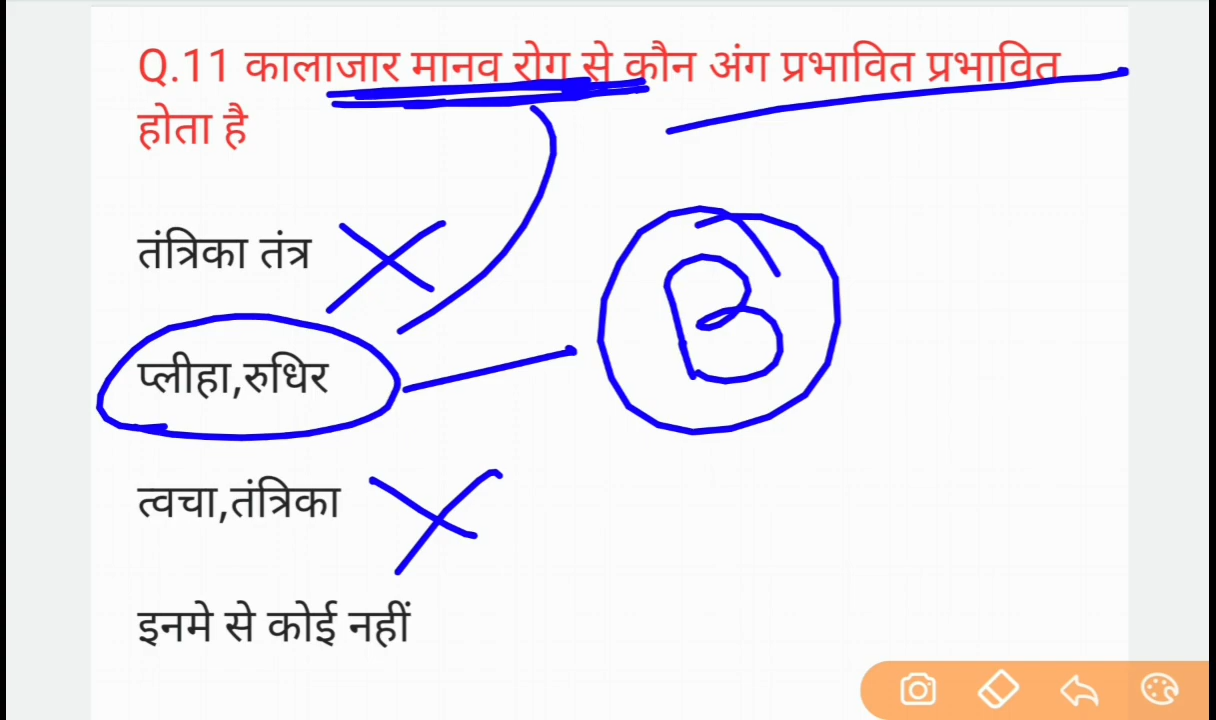 Q.11 कालाजार मानव रोग से कौन अंग प्रभावित प्रभावित
होता है
तंत्रिका तंत्र
प्लीहा,रुधिर
B
त्वचा,तंत्रिका
इनमे से कोई नहीं